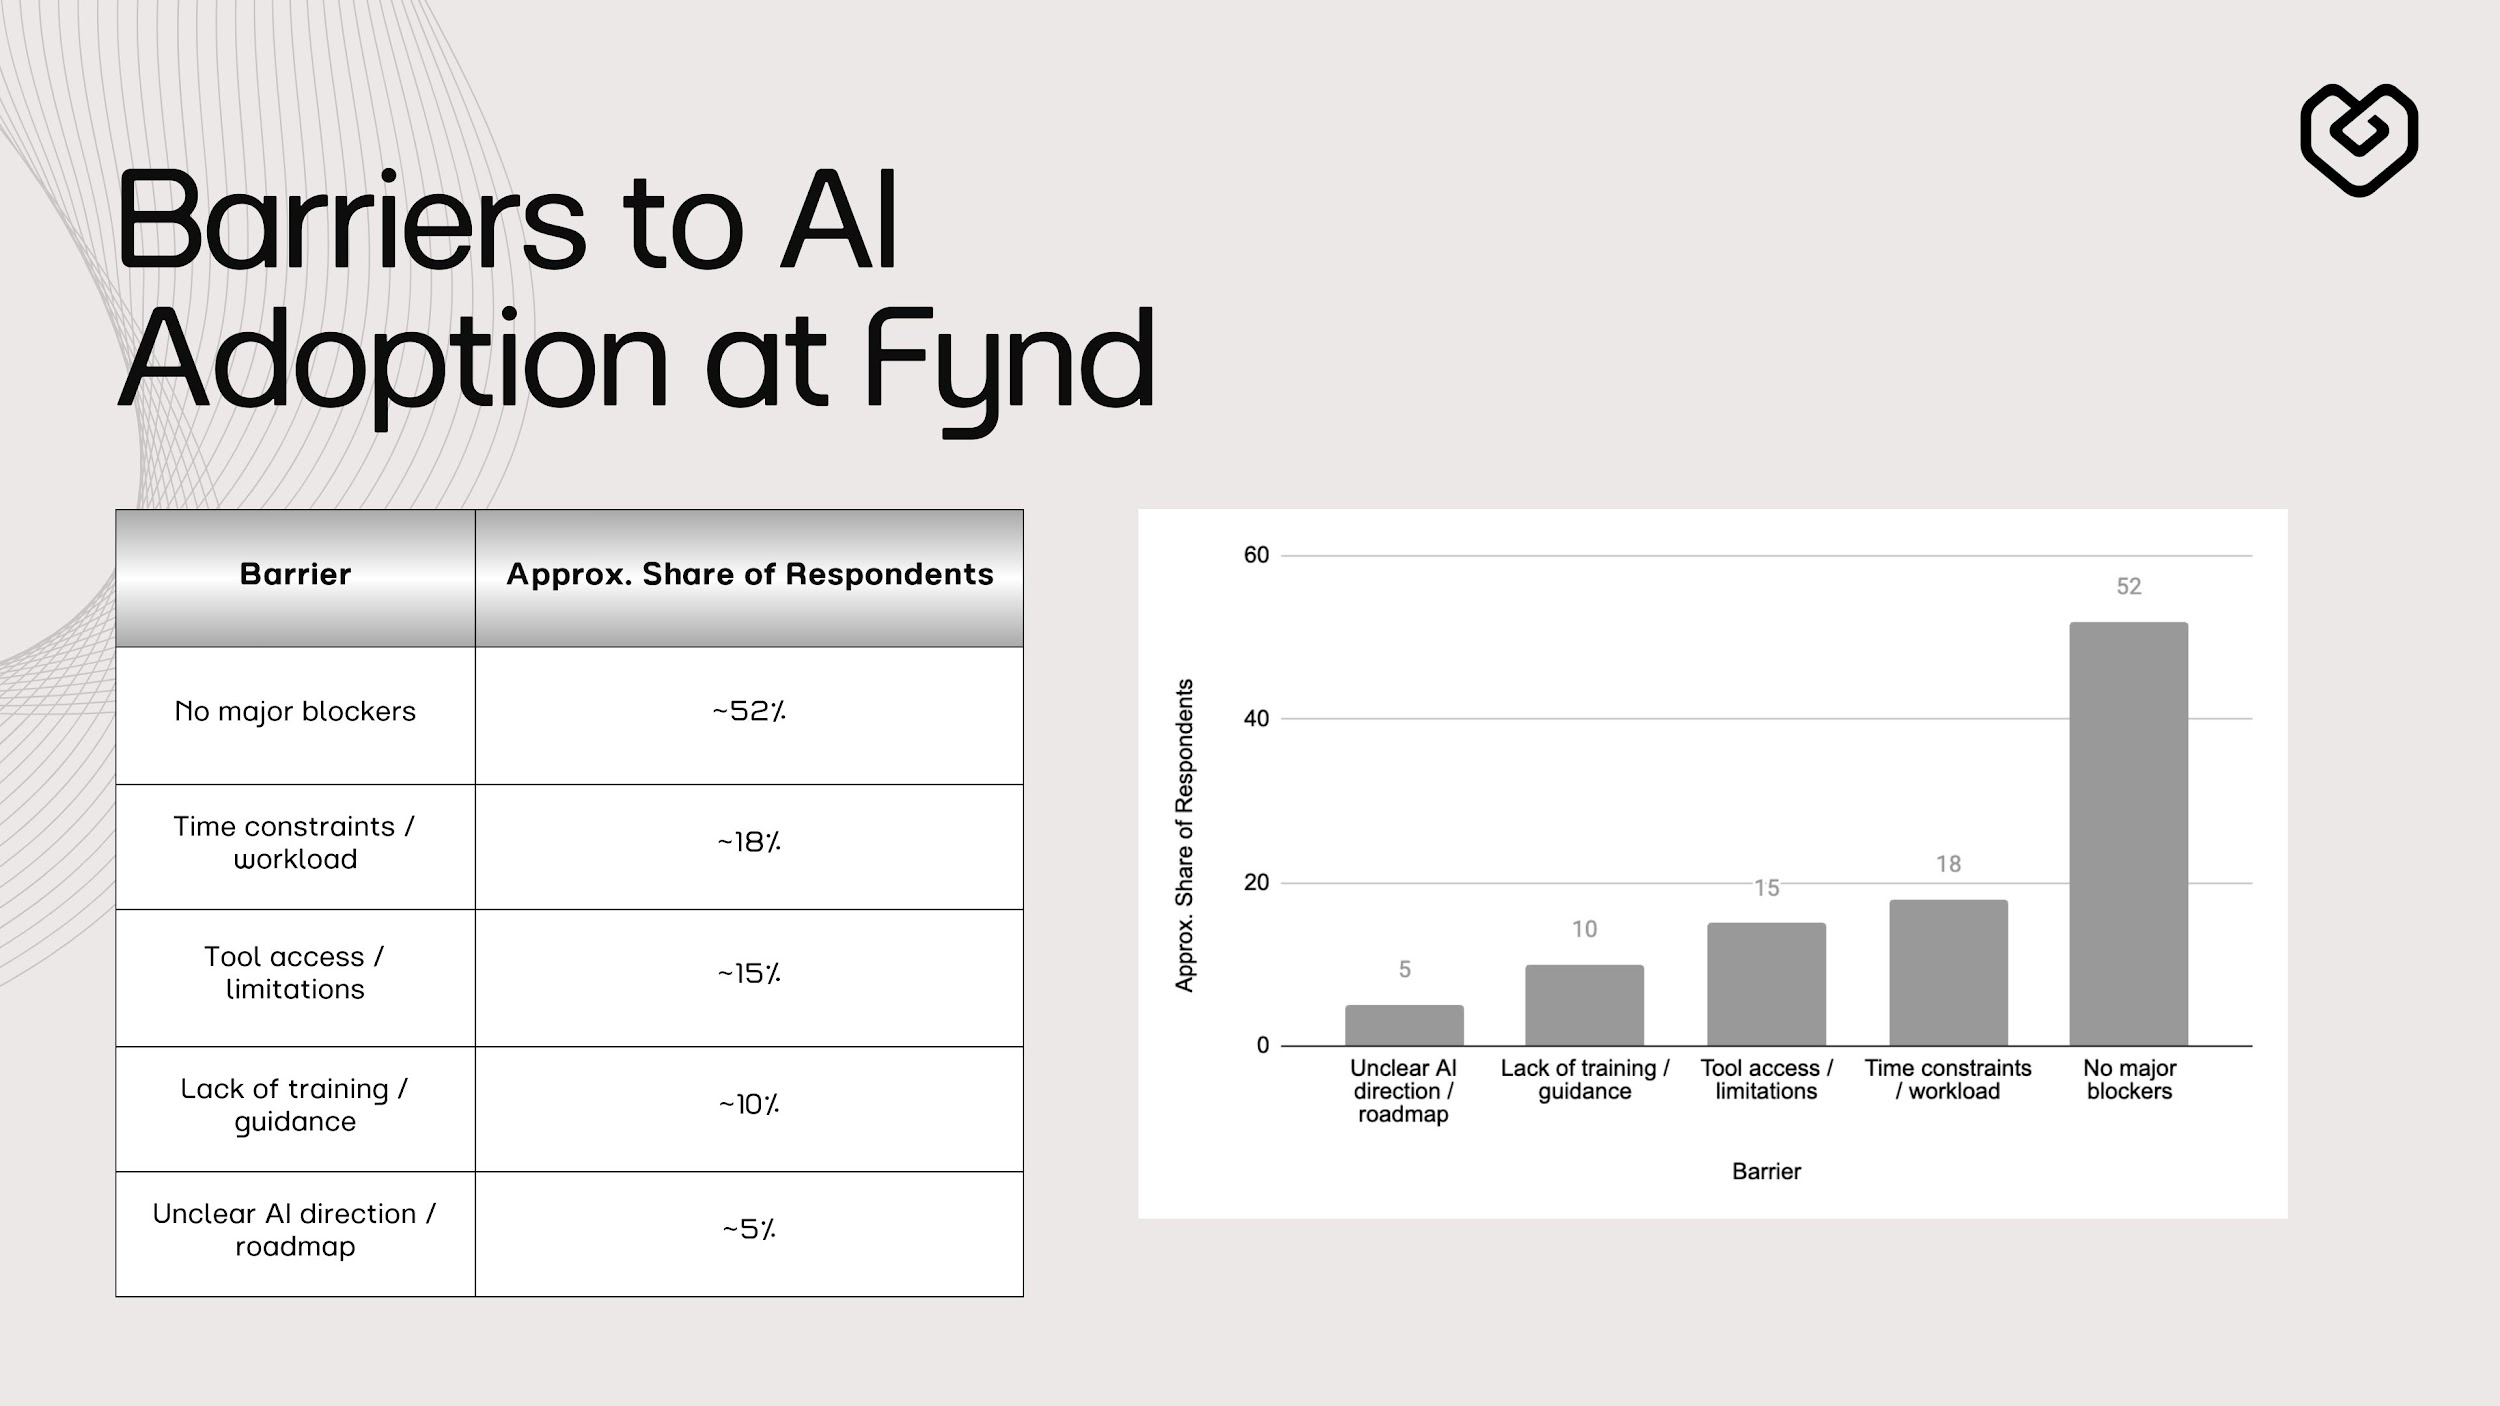 Barriers to AI
Adoption at Fynd
Barrier
Approx. Share of Respondents
No major blockers
~52%
Time constraints /
workload
~18%
Tool access /
limitations
~15%
Lack of training /
guidance
~10%
Unclear AI direction /
roadmap
~5%
Approx. Share of Respondents
60
40
20
0
5
10
15
18
52
Unclear AI
direction /
roadmap
Lack of training /
guidance
Tool access /
limitations
Time constraints
/ workload
No major
blockers
Barrier